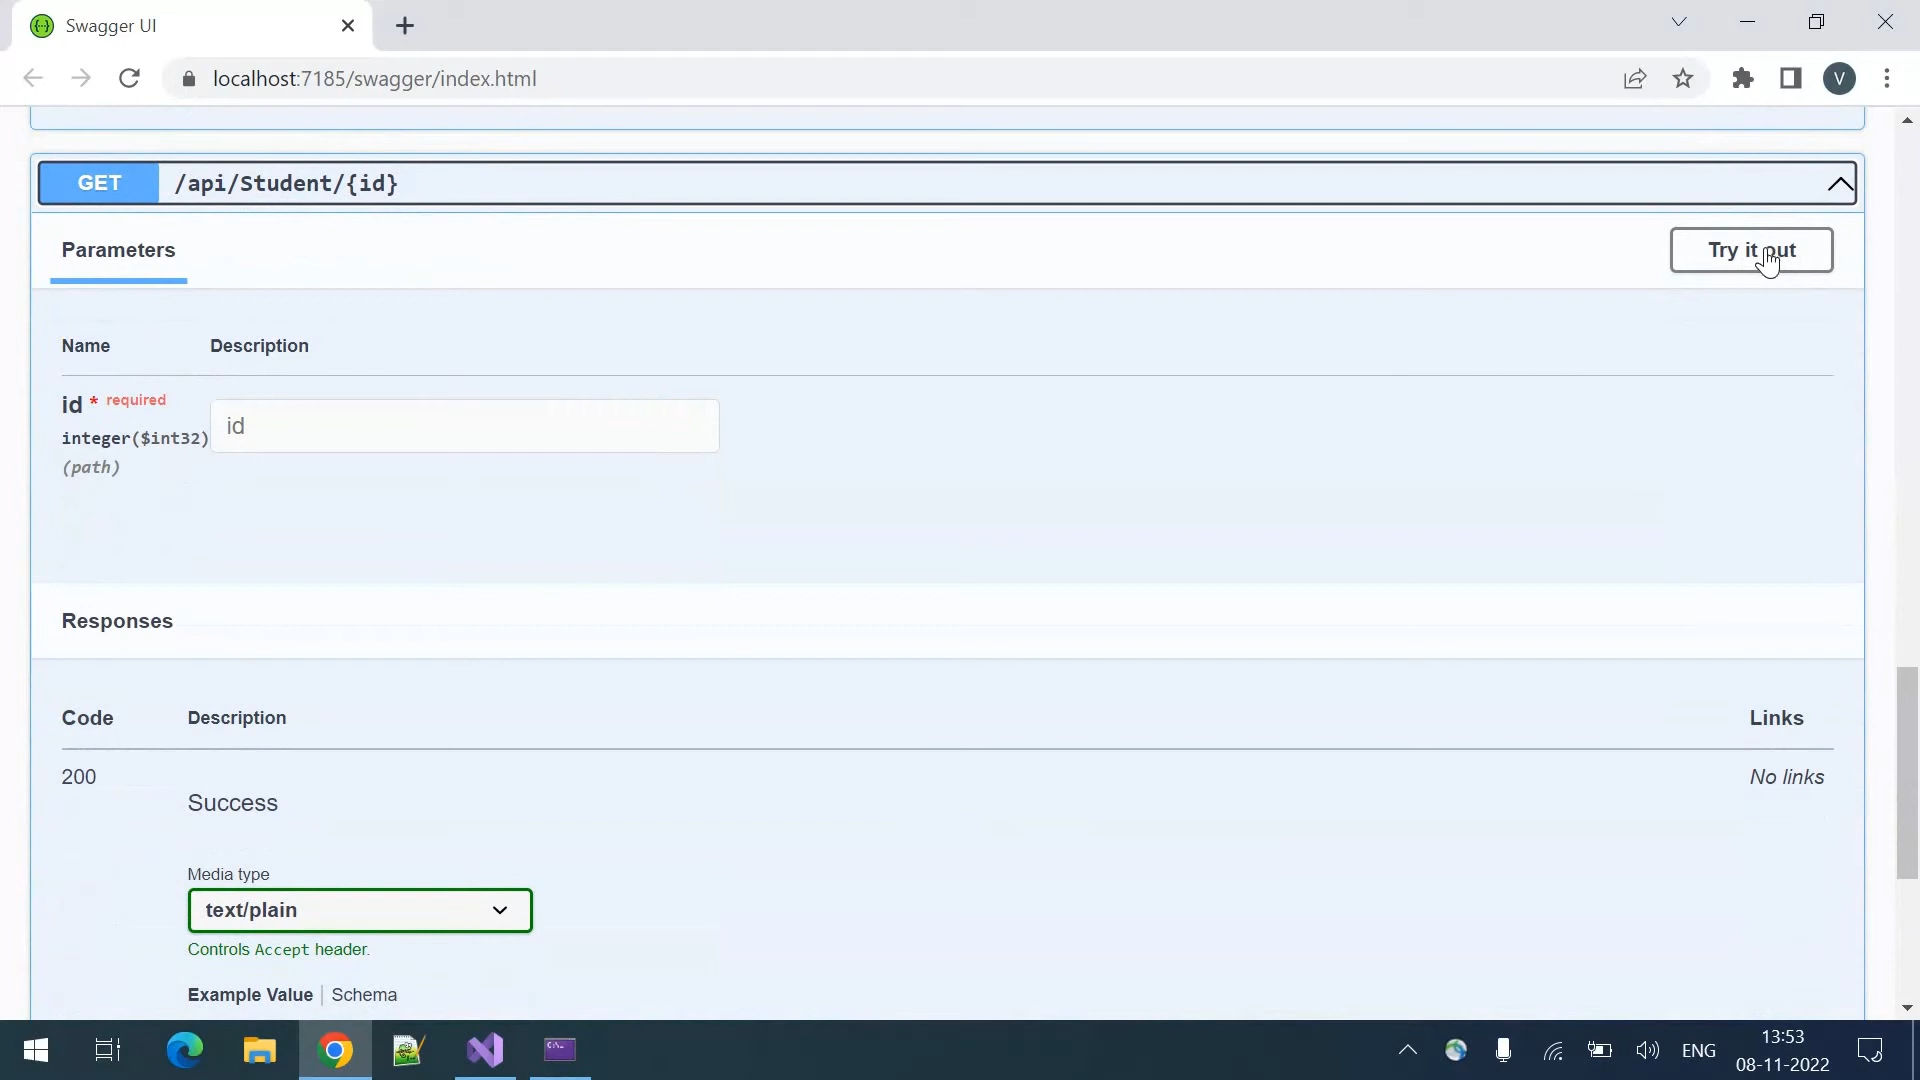 Swagger UI
localhost:7185/swagger/index.html
V
GET /api/Student/{id}
Parameters
Try it out
Name Description
id * required
integer($int32)
(path)
id
Responses
Code Description Links
200 No links
Success
Media type
text/plain
Controls Accept header.
Example Value Schema
ENG
13:53
08-11-2022